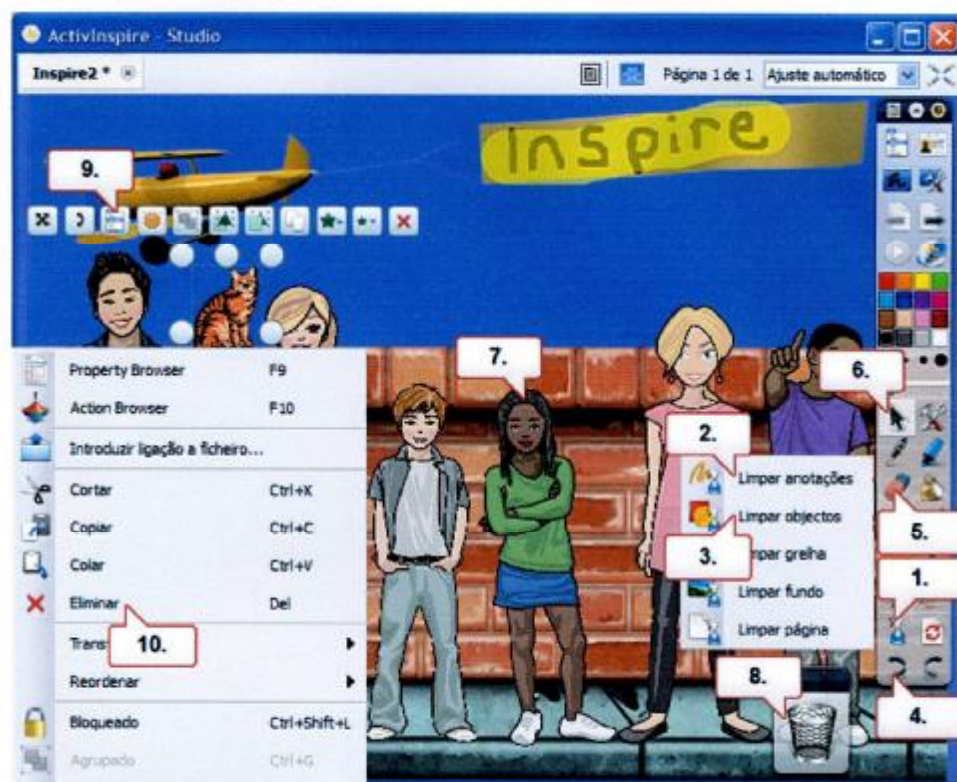 ActivInspire - Studio
Inspire2 *
Página 1 de 1 Ajuste automático
Inspire
9.
7.
6.
Property Browser F9
Action Browser F10
Introduzir ligação a ficheiro...
Cortar Ctrl+X
Copiar Ctrl+C
Colar Ctrl+V
Eliminar Del
10.
Reordenar
Bloqueado Ctrl+Shift+L
Agrupado Ctrl+G
2.
Limpar anotações
Limpar objectos
3.
mpar grelha
Limpar fundo
Limpar página
5.
1.
8.
4.